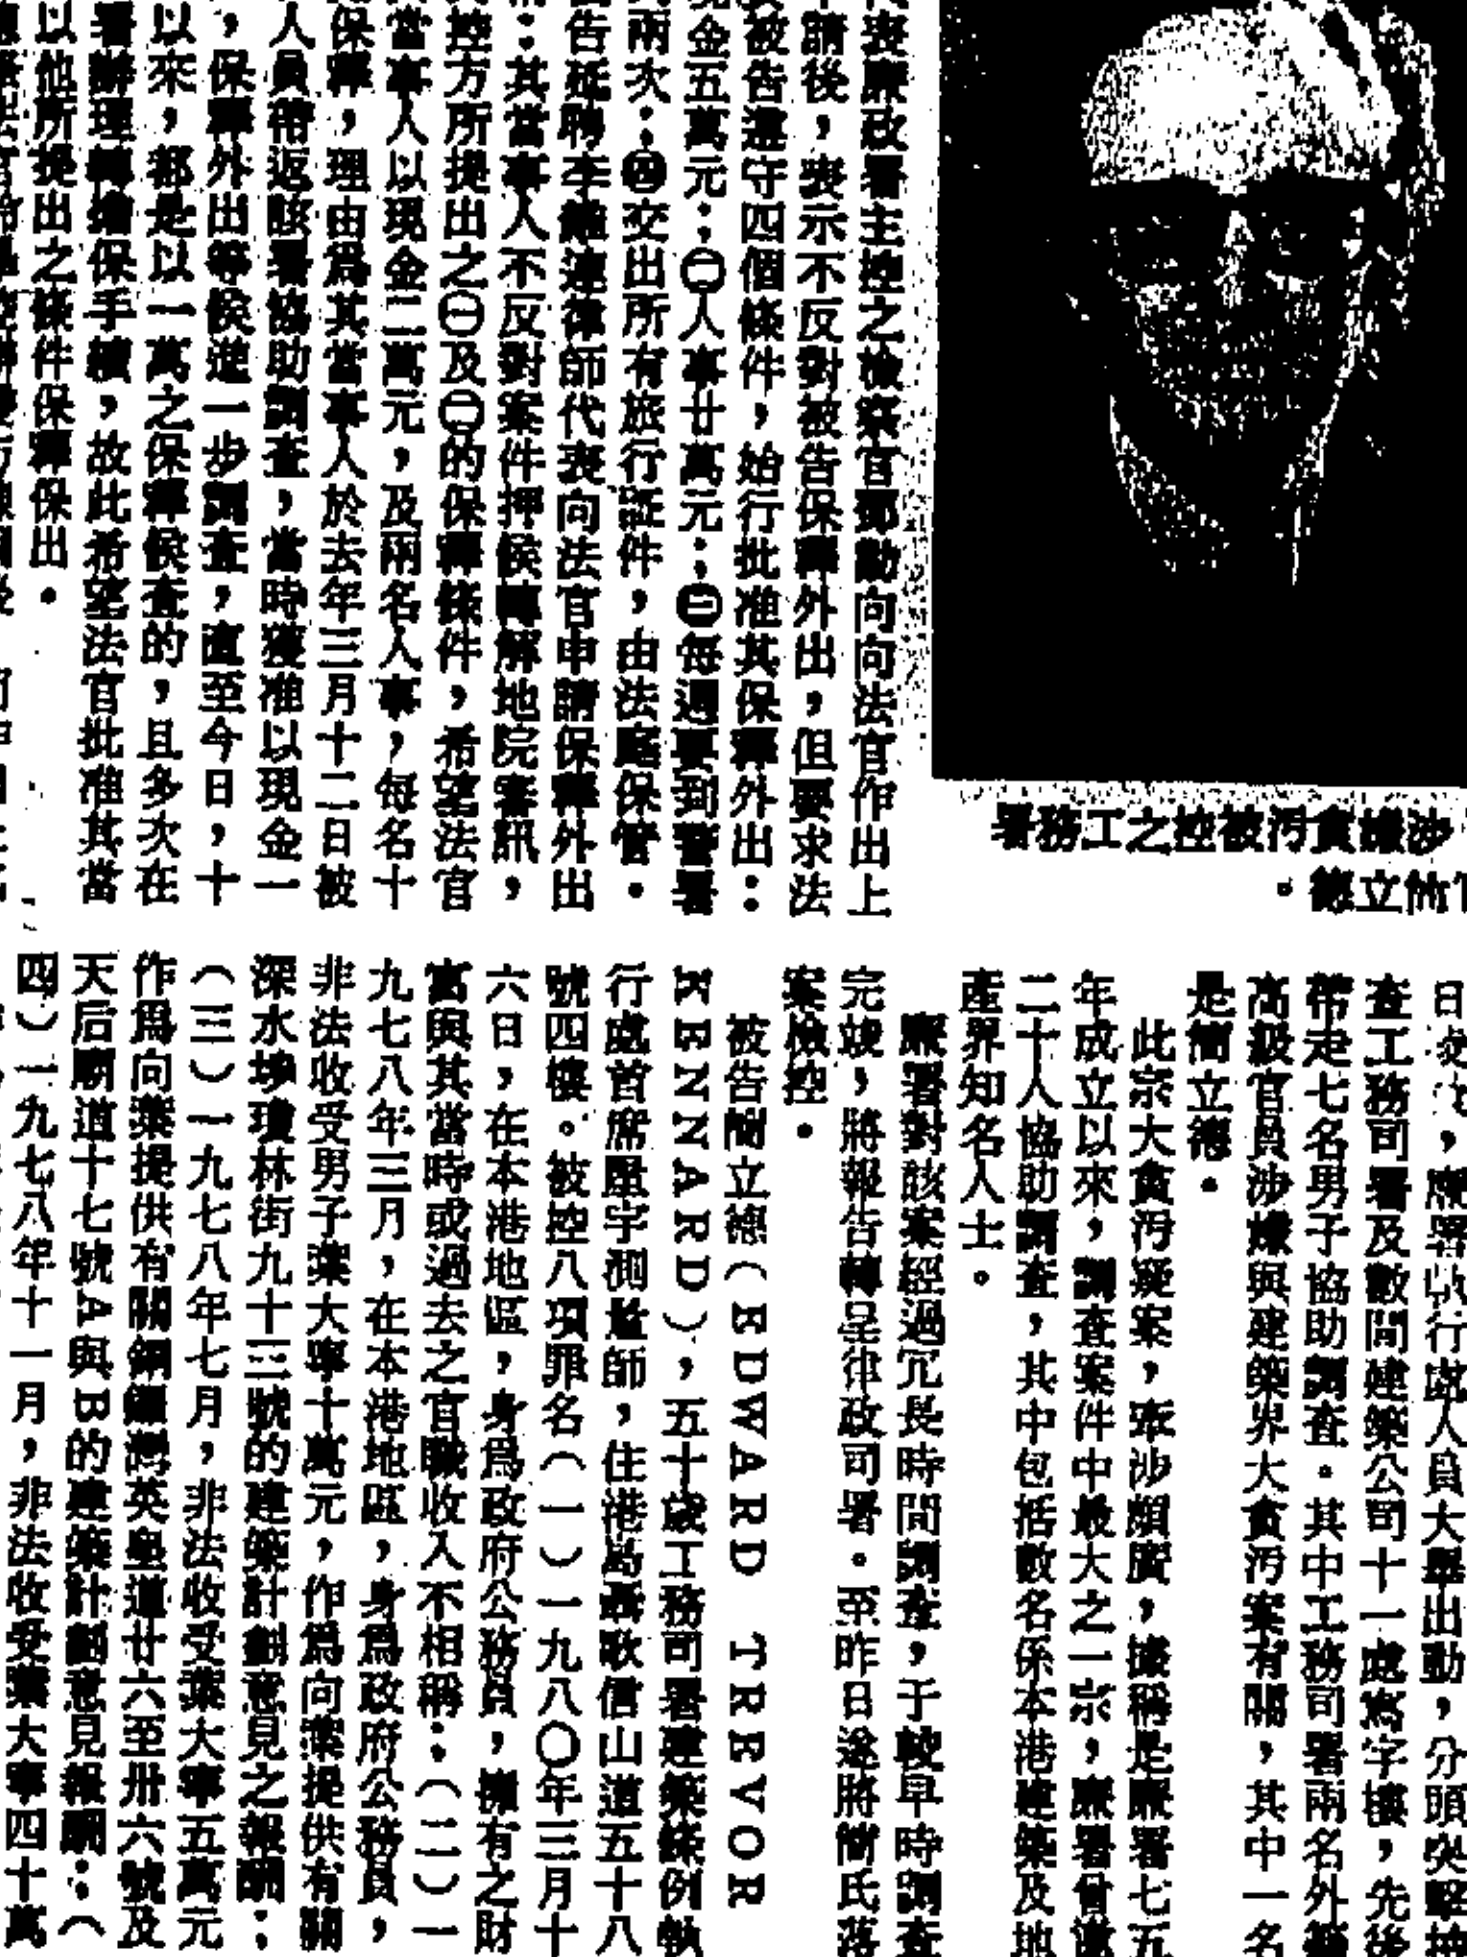 涉嫌貪污被控之工務署
簡立德。
廉政署主控之檢察官鄭勳向向法官作出上
請後，表示不反對被告保釋外出，但要求法
被告遵守四個條件，始行批准其保釋外出：
金五萬元；㊁人事廿萬元；㊂每週要到警署
兩次；㊃交出所有旅行証件，由法庭保管。
告延聘李繼連律師代表向法官申請保釋外出
：其當事人不反對案件押候轉解地院審訊，
控方所提出之㊀及㊁的保釋條件，希望法官
當事人以現金二萬元，及兩名人事，每名十
保釋，理由為其當事人於去年三月十二日被
人員帶返該署協助調查，當時獲准以現金一
，保釋外出等候進一步調查，直至今日，十
以來，都是以一萬之保釋候查的，且多次在
署辦理轉擔保手續，故此希望法官批准其當
以他所提出之條件保釋保出。
廉署執行處人員大舉出動，分頭突擊抽
查工務司署及數間建築公司十一處寫字樓，先後
帶走七名男子協助調查。其中工務司署兩名外籍
高級官員涉嫌與建築界大貪污案有關，其中一名
是簡立德。
此宗大貪污疑案，牽涉頗廣，據稱是廉署七五
年成立以來，調查案件中最大之一宗，廉署曾邀
二十人協助調查，其中包括數名係本港建築及地
產界知名人士。
廉署對該案經過冗長時間調查，于較早時調查
完竣，將報告轉呈律政司署。至昨日遂將簡氏落
案檢控。
被告簡立德（ＥＤＷＡＲＤ　ＴＲＥＶＯＲ
ＫＥＮＮＡＲＤ），五十歲工務司署建築條例執
行處首席屋宇測量師，住港島聶歌信山道五十八
號四樓。被控八項罪名（一）一九八〇年三月十
六日，在本港地區，身為政府公務員，擁有之財
富與其當時或過去之官職收入不相稱；（二）一
九七八年三月，在本港地區，身為政府公務員，
非法收受男子葉大寧十萬元，作為向葉提供有關
深水埗瓊林街九十三號的建築計劃意見之報酬；
（三）一九七八年七月，非法收受葉大寧五萬元
作為向葉提供有關銅鑼灣英皇道廿六至卅六號及
天后廟道十七號Ａ與Ｂ的建築計劃意見報酬；（
四）一九七八年十一月，非法收受葉大寧四十萬